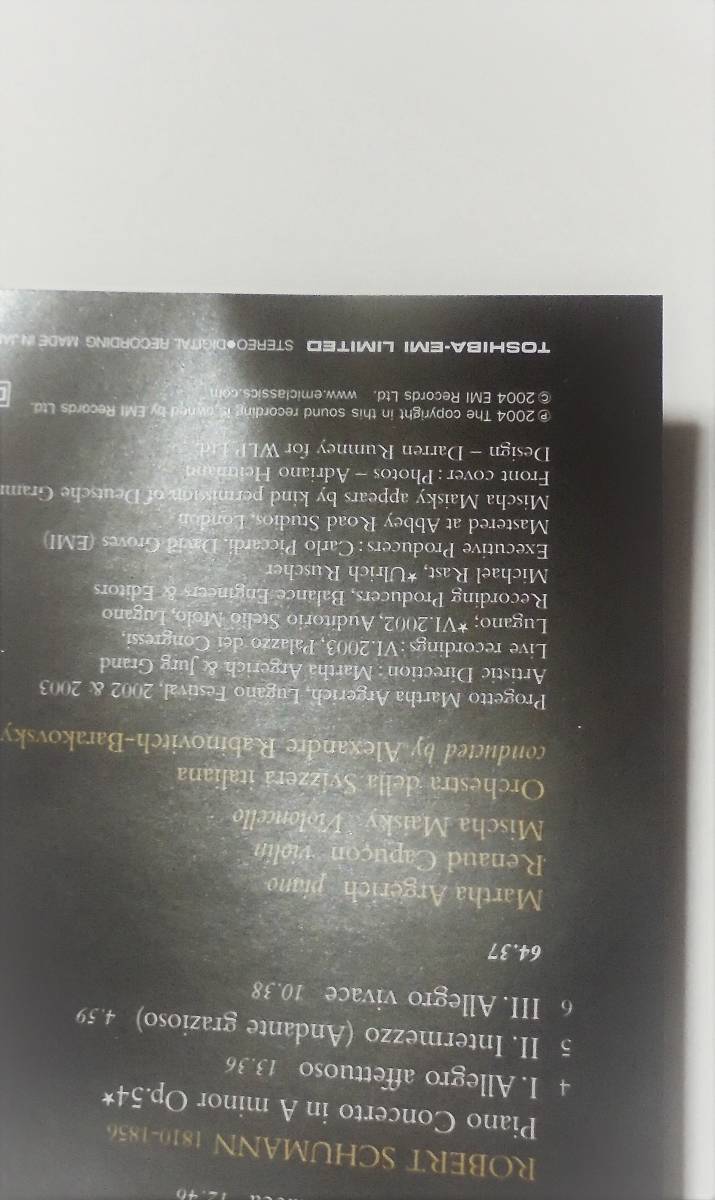 12.46
ROBERT SCHUMANN 1810-1856
Piano Concerto in A minor Op.54★
4 I. Allegro affettuoso 13.36
5 II. Intermezzo (Andante grazioso) 4.59
6 III. Allegro vivace 10.38
64.37
Martha Argerich piano
Renaud Capuçon violin
Mischa Maisky Violoncello
Orchestra della Svizzera italiana
conducted by Alexandre Rabinovitch-Barakovsky
Progetto Martha Argerich, Lugano Festival, 2002 & 2003
Artistic Direction : Martha Argerich & Jurg Grand
Live recordings : VI.2003, Palazzo dei Congressi,
Lugano; ★VI.2002, Auditorio Stelio Molo, Lugano
Recording Producers, Balance Engineers & Editors
Michael Rast, ★Ulrich Ruscher
Executive Producers : Carlo Piccardi. David Groves (EMI)
Mastered at Abbey Road Studios, London
Mischa Maisky appears by kind permission of Deutsche
Front cover : Photos – Adriano Heitmann
Design – Darren Rumney for WLP Ltd.
℗ 2004 The copyright in this sound recording is owned by EMI Records Ltd.
© 2004 EMI Records Ltd. www.emiclassics.com
TOSHIBA-EMI LIMITED STEREO●DIGITAL RECORDING MADE IN